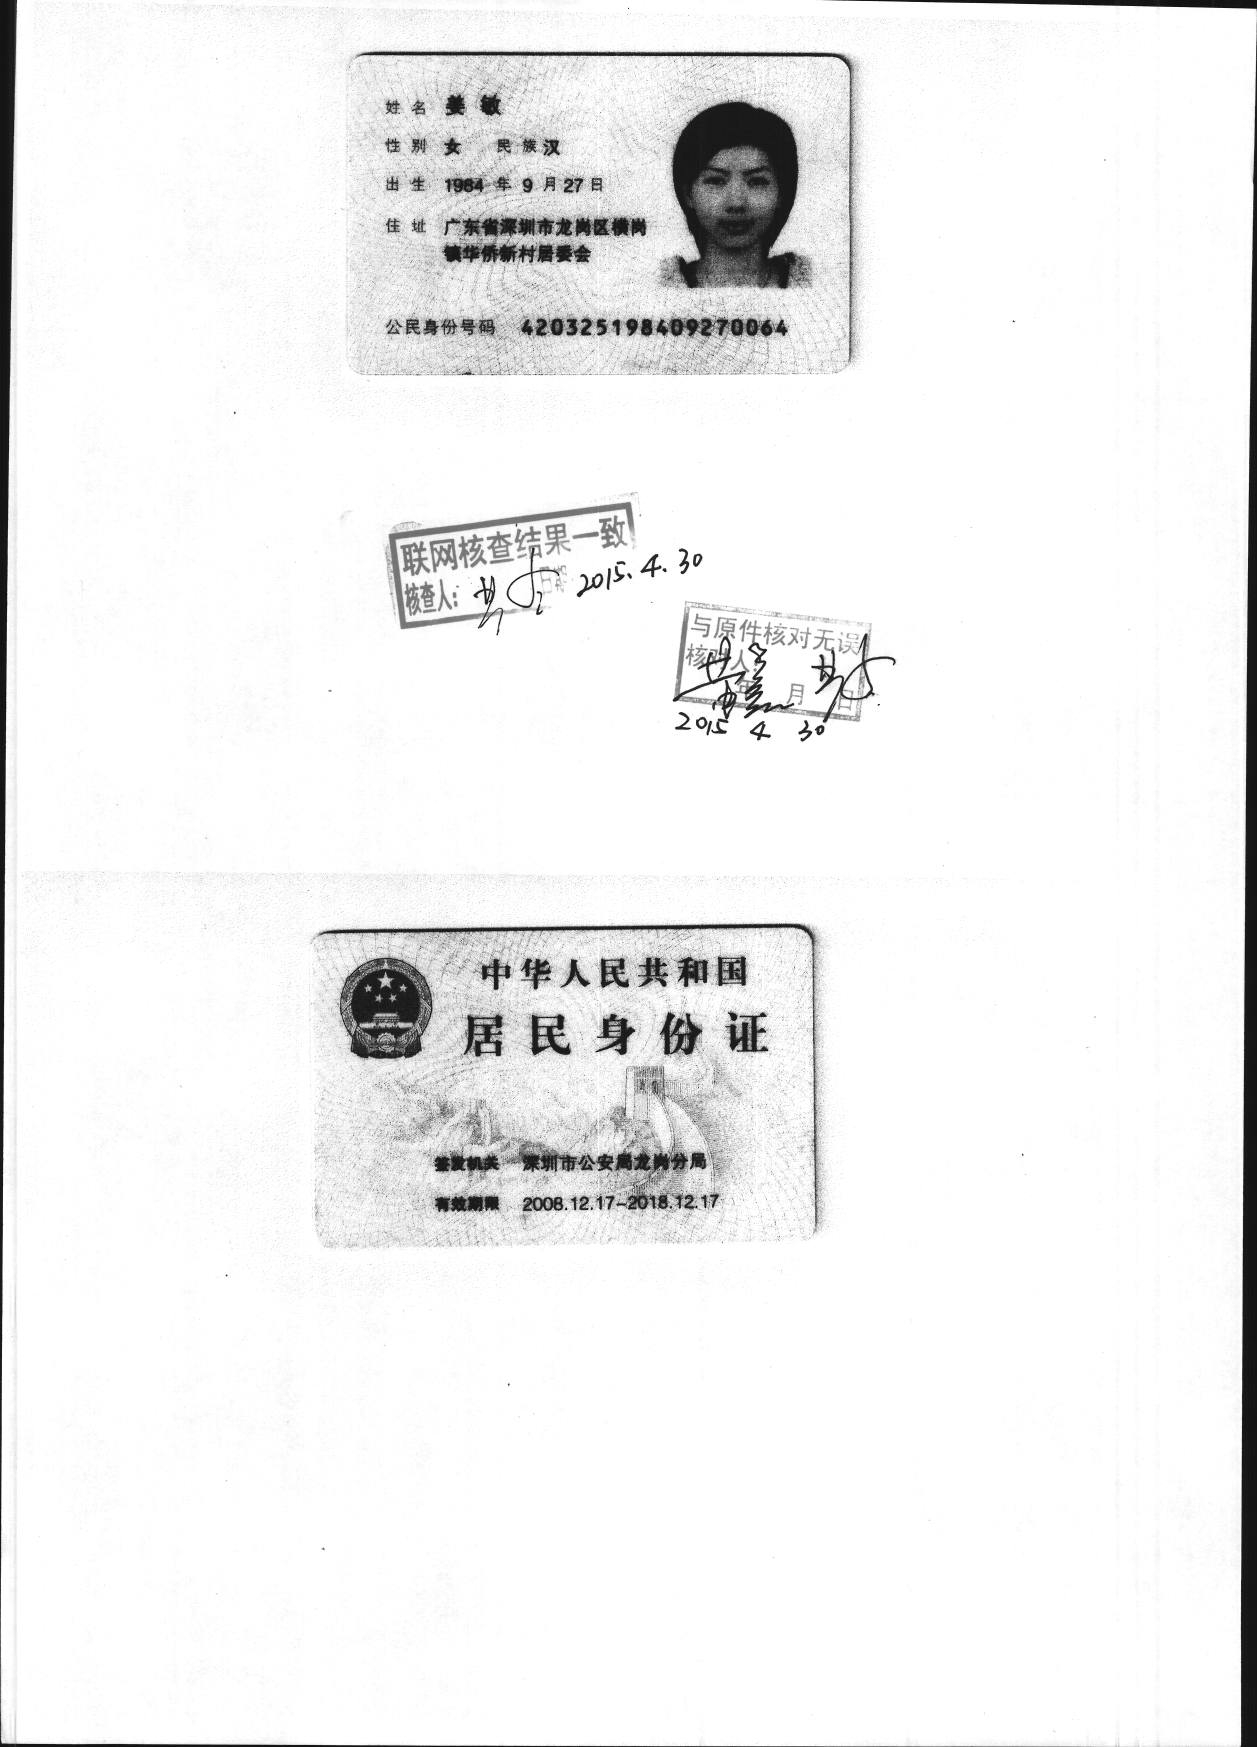 姓名 姜敏
性别 女 民族 汉
出生 1984 年 9 月 27 日
住址 广东省深圳市龙岗区横岗
镇华侨新村居委会
公民身份号码 420325198409270064
联网核查结果一致
核查人: 日期 2015.4.30
与原件核对无误
核对人:
年 月 日
2015 4 30
中华人民共和国
居民身份证
签发机关 深圳市公安局龙岗分局
有效期限 2008.12.17-2018.12.17